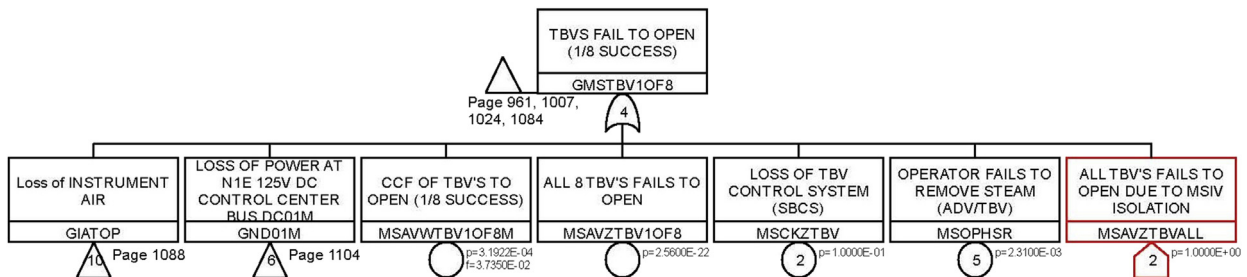 TBVS FAIL TO OPEN
(1/8 SUCCESS)
GMSTBV1OF8
Page 961, 1007,
1024, 1084
4
Loss of INSTRUMENT
AIR
GIATOP
10
Page 1088
LOSS OF POWER AT
N1E 125V DC
CONTROL CENTER
BUS DC01M
GND01M
6
Page 1104
CCF OF TBV'S TO
OPEN (1/8 SUCCESS)
MSAVWTBV1OF8M
p=3.1922E-04
f=3.7350E-02
ALL 8 TBV'S FAILS TO
OPEN
MSAVZTBV1OF8
p=2.5600E-22
LOSS OF TBV
CONTROL SYSTEM
(SBCS)
MSCKZTBV
2
p=1.0000E-01
OPERATOR FAILS TO
REMOVE STEAM
(ADV/TBV)
MSOPHSR
5
p=2.3100E-03
ALL TBV'S FAILS TO
OPEN DUE TO MSIV
ISOLATION
MSAVZTBVALL
2
p=1.0000E+00